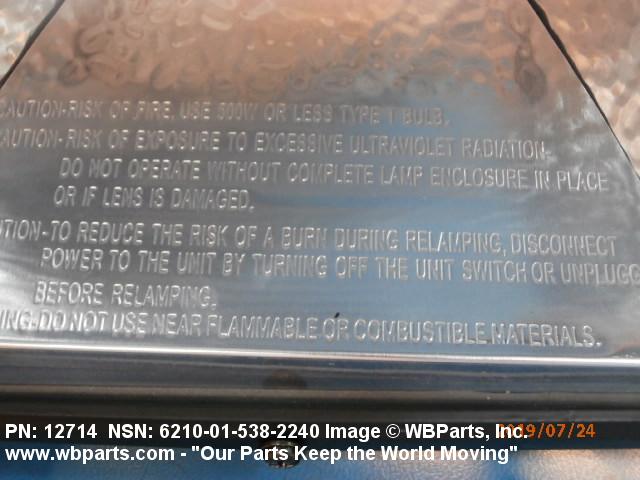 CAUTION-RISK OF FIRE. USE 500W OR LESS TYPE T BULB.
CAUTION-RISK OF EXPOSURE TO EXCESSIVE ULTRAVIOLET RADIATION.
DO NOT OPERATE WITHOUT COMPLETE LAMP ENCLOSURE IN PLACE
OR IF LENS IS DAMAGED.
UTION-TO REDUCE THE RISK OF A BURN DURING RELAMPING, DISCONNECT
POWER TO THE UNIT BY TURNING OFF THE UNIT SWITCH OR UNPLUGG
BEFORE RELAMPING.
ING-DO NOT USE NEAR FLAMMABLE OR COMBUSTIBLE MATERIALS.
PN: 12714 NSN: 6210-01-538-2240 Image © WBParts, Inc. /07/24
www.wbparts.com - "Our Parts Keep the World Moving"